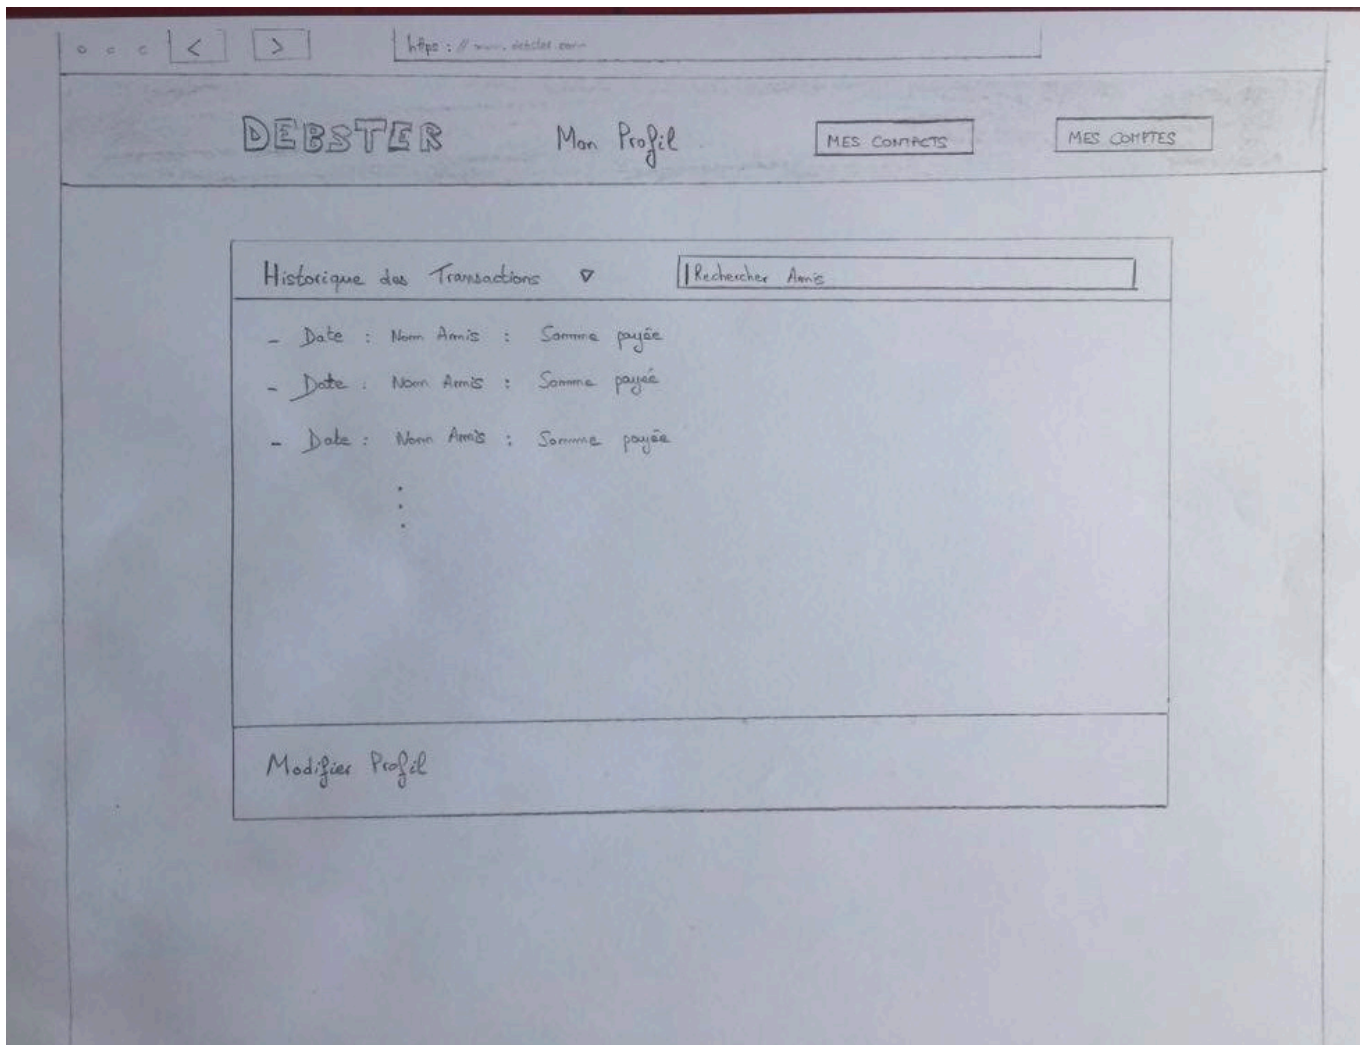 < > https://www.debster.com
DEBSTER Mon Profil MES CONTACTS MES COMPTES
Historique des Transactions ▽ Rechercher Amis
- Date : Nom Amis : Somme payée
- Date : Nom Amis : Somme payée
- Date : Nom Amis : Somme payée
Modifier Profil